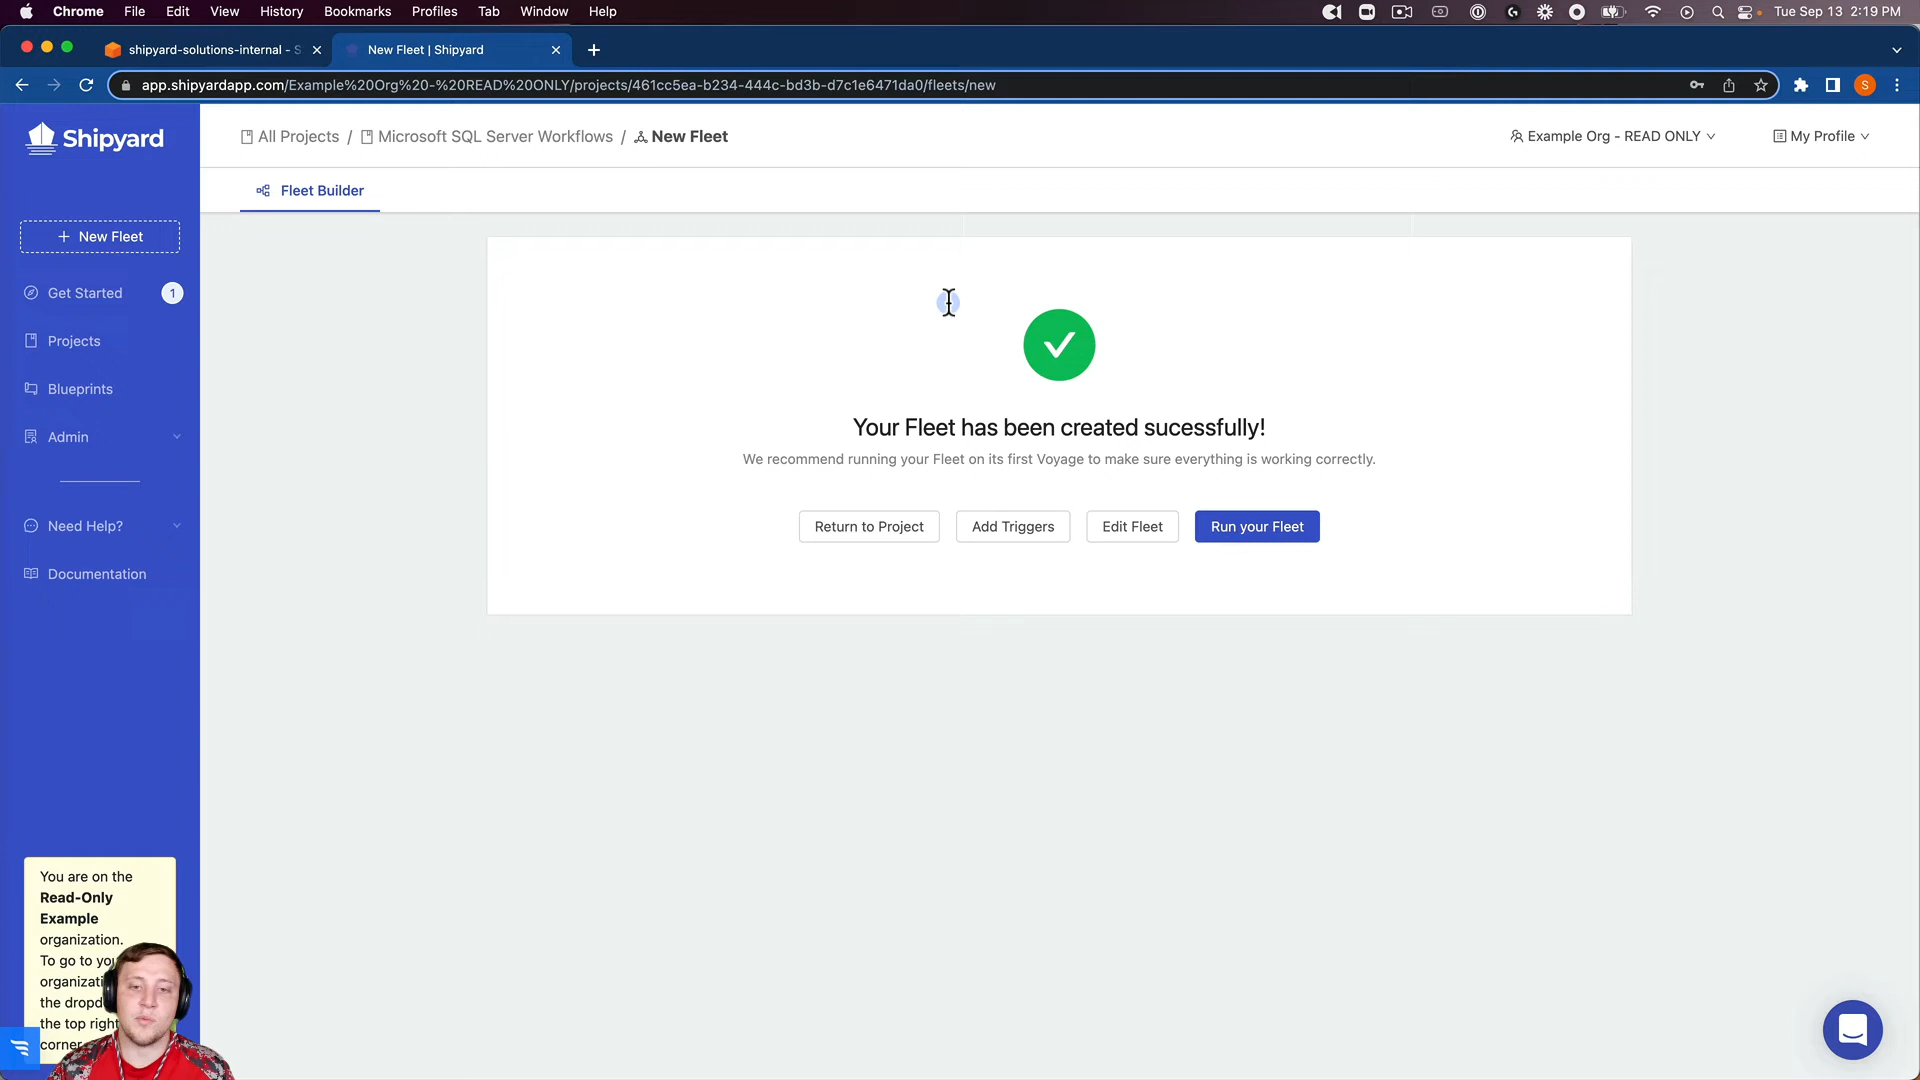 Chrome File Edit View History Bookmarks Profiles Tab Window Help
Tue Sep 13 2:19 PM
shipyard-solutions-internal - S
New Fleet | Shipyard
app.shipyardapp.com/Example%20Org%20-%20READ%20ONLY/projects/461cc5ea-b234-444c-bd3b-d7c1e6471da0/fleets/new
S
Shipyard
All Projects / Microsoft SQL Server Workflows / New Fleet
Example Org - READ ONLY
My Profile
Fleet Builder
+ New Fleet
Get Started 1
Projects
Blueprints
Admin
Need Help?
Documentation
Your Fleet has been created sucessfully!
We recommend running your Fleet on its first Voyage to make sure everything is working correctly.
Return to Project
Add Triggers
Edit Fleet
Run your Fleet
You are on the
Read-Only
Example
organization.
To go to
the dropd
the top right
corner